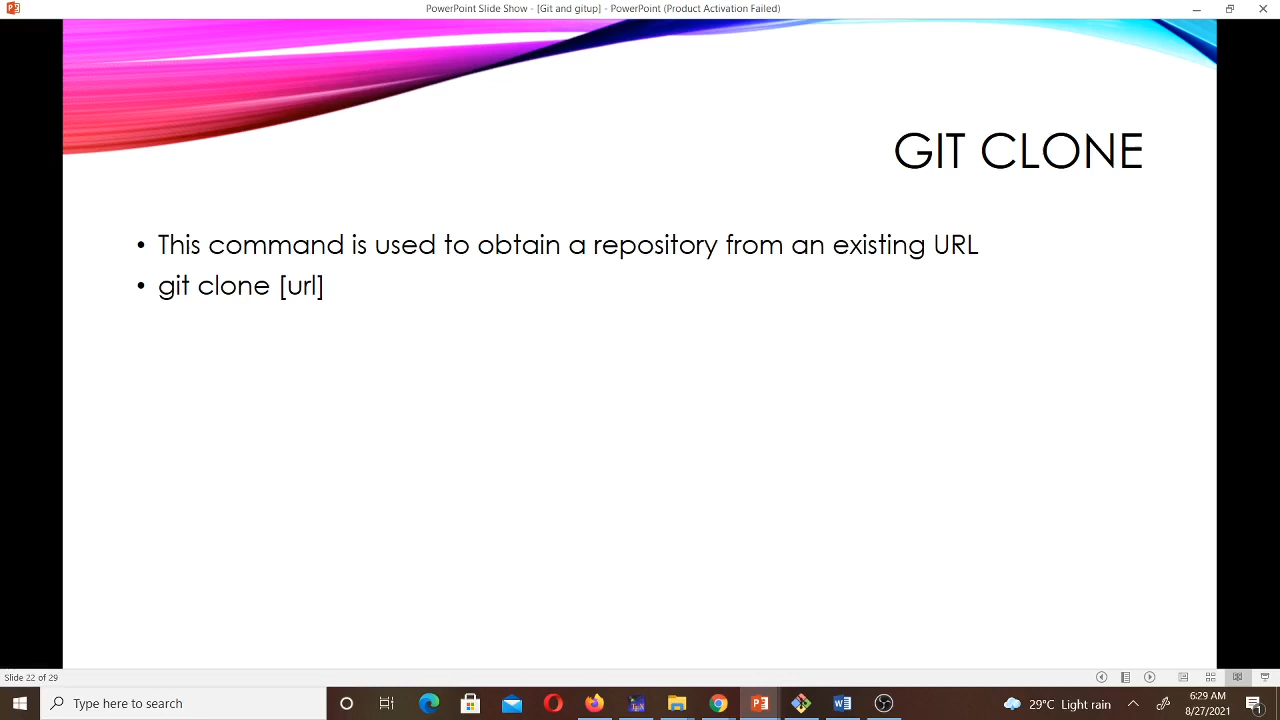 PowerPoint Slide Show - [Git and gitup] - PowerPoint (Product Activation Failed)
GIT CLONE
• This command is used to obtain a repository from an existing URL
• git clone [url]
Slide 22 of 29
Type here to search
29°C Light rain
6:29 AM
8/27/2021
1